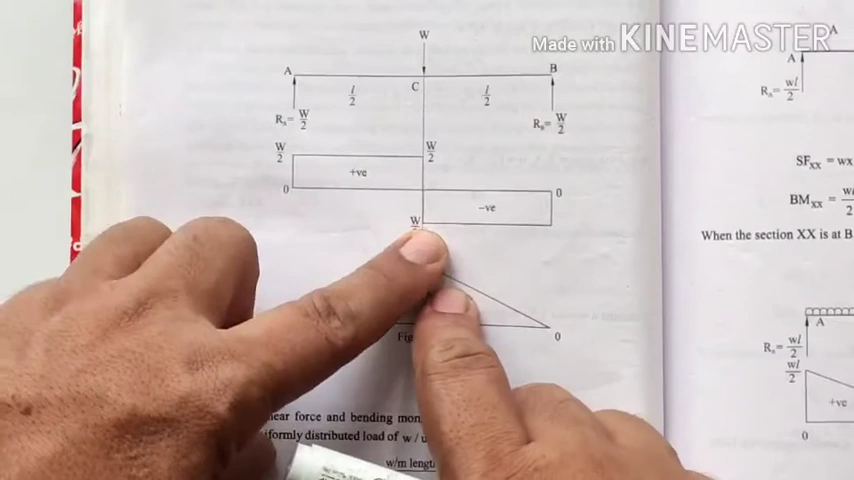 Made with KINEMASTER
W
A
B
C
l/2
l/2
R_A = W/2
R_B = W/2
W/2
W/2
+ve
0
0
–ve
W
0
Fig
near force and bending mon
iformly distributed load of w /
w/m length
A
A
R_A = wl/2
SF_XX = wx
BM_XX =
When the section XX is at B
A
R_A = wl/2
wl/2
+ve
0